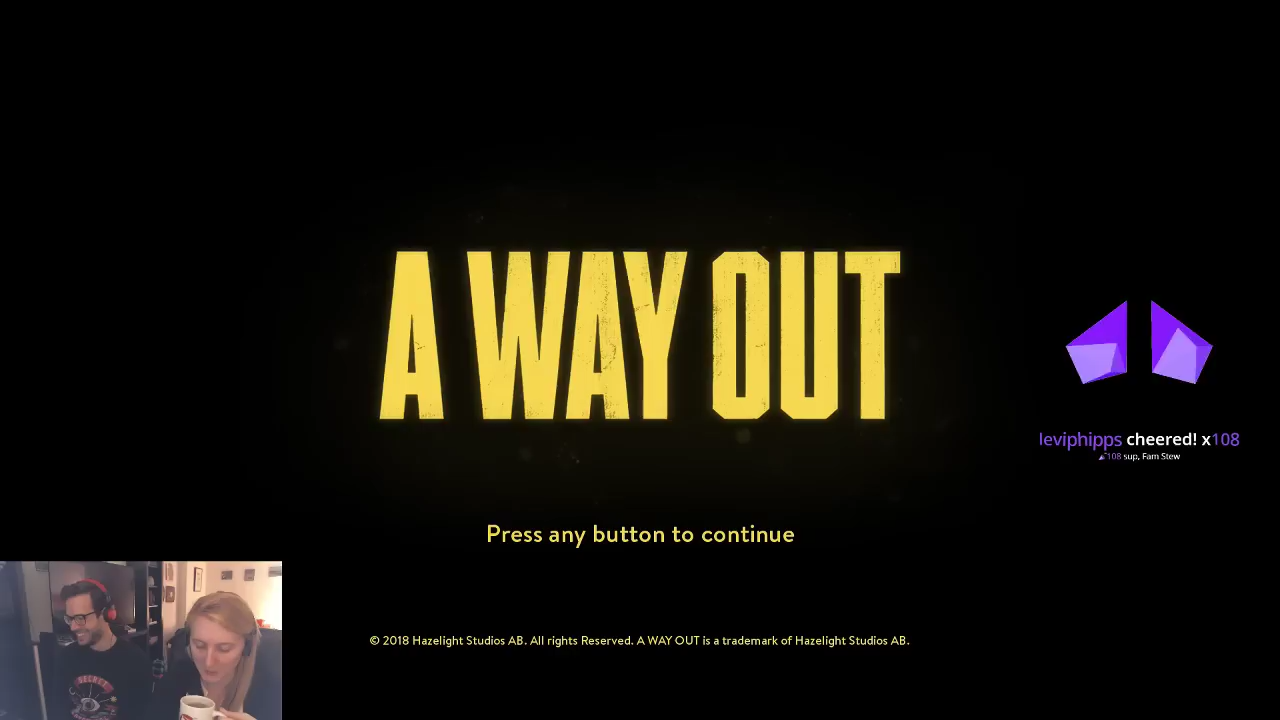 A WAY OUT
leviphipps cheered! x108
108 sup, Fam Stew
Press any button to continue
SECRET
© 2018 Hazelight Studios AB. All rights Reserved. A WAY OUT is a trademark of Hazelight Studios AB.